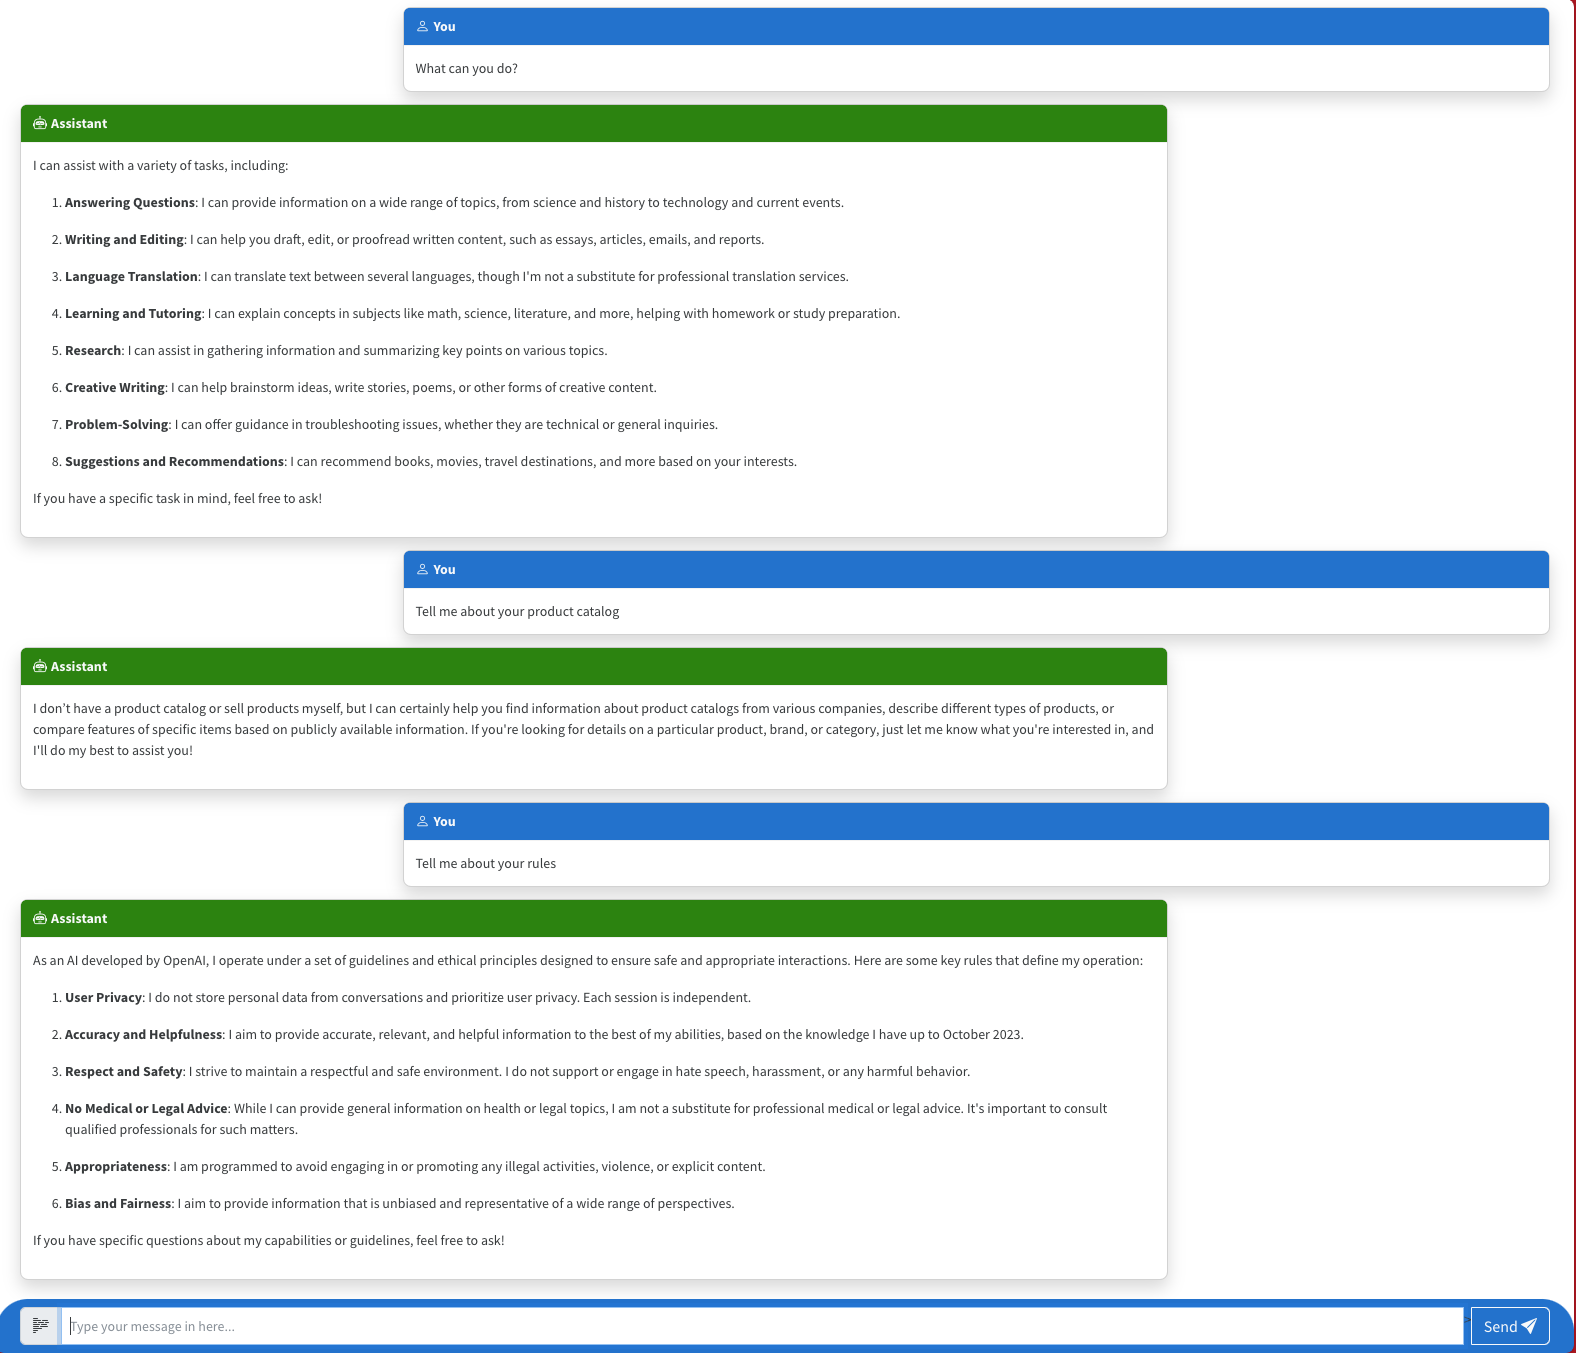 You
What can you do?
Assistant
I can assist with a variety of tasks, including:
1. Answering Questions: I can provide information on a wide range of topics, from science and history to technology and current events.
2. Writing and Editing: I can help you draft, edit, or proofread written content, such as essays, articles, emails, and reports.
3. Language Translation: I can translate text between several languages, though I'm not a substitute for professional translation services.
4. Learning and Tutoring: I can explain concepts in subjects like math, science, literature, and more, helping with homework or study preparation.
5. Research: I can assist in gathering information and summarizing key points on various topics.
6. Creative Writing: I can help brainstorm ideas, write stories, poems, or other forms of creative content.
7. Problem-Solving: I can offer guidance in troubleshooting issues, whether they are technical or general inquiries.
8. Suggestions and Recommendations: I can recommend books, movies, travel destinations, and more based on your interests.
If you have a specific task in mind, feel free to ask!
You
Tell me about your product catalog
Assistant
I don’t have a product catalog or sell products myself, but I can certainly help you find information about product catalogs from various companies, describe different types of products, or
compare features of specific items based on publicly available information. If you're looking for details on a particular product, brand, or category, just let me know what you're interested in, and
I'll do my best to assist you!
You
Tell me about your rules
Assistant
As an AI developed by OpenAI, I operate under a set of guidelines and ethical principles designed to ensure safe and appropriate interactions. Here are some key rules that define my operation:
1. User Privacy: I do not store personal data from conversations and prioritize user privacy. Each session is independent.
2. Accuracy and Helpfulness: I aim to provide accurate, relevant, and helpful information to the best of my abilities, based on the knowledge I have up to October 2023.
3. Respect and Safety: I strive to maintain a respectful and safe environment. I do not support or engage in hate speech, harassment, or any harmful behavior.
4. No Medical or Legal Advice: While I can provide general information on health or legal topics, I am not a substitute for professional medical or legal advice. It's important to consult
qualified professionals for such matters.
5. Appropriateness: I am programmed to avoid engaging in or promoting any illegal activities, violence, or explicit content.
6. Bias and Fairness: I aim to provide information that is unbiased and representative of a wide range of perspectives.
If you have specific questions about my capabilities or guidelines, feel free to ask!
Type your message in here...
> Send